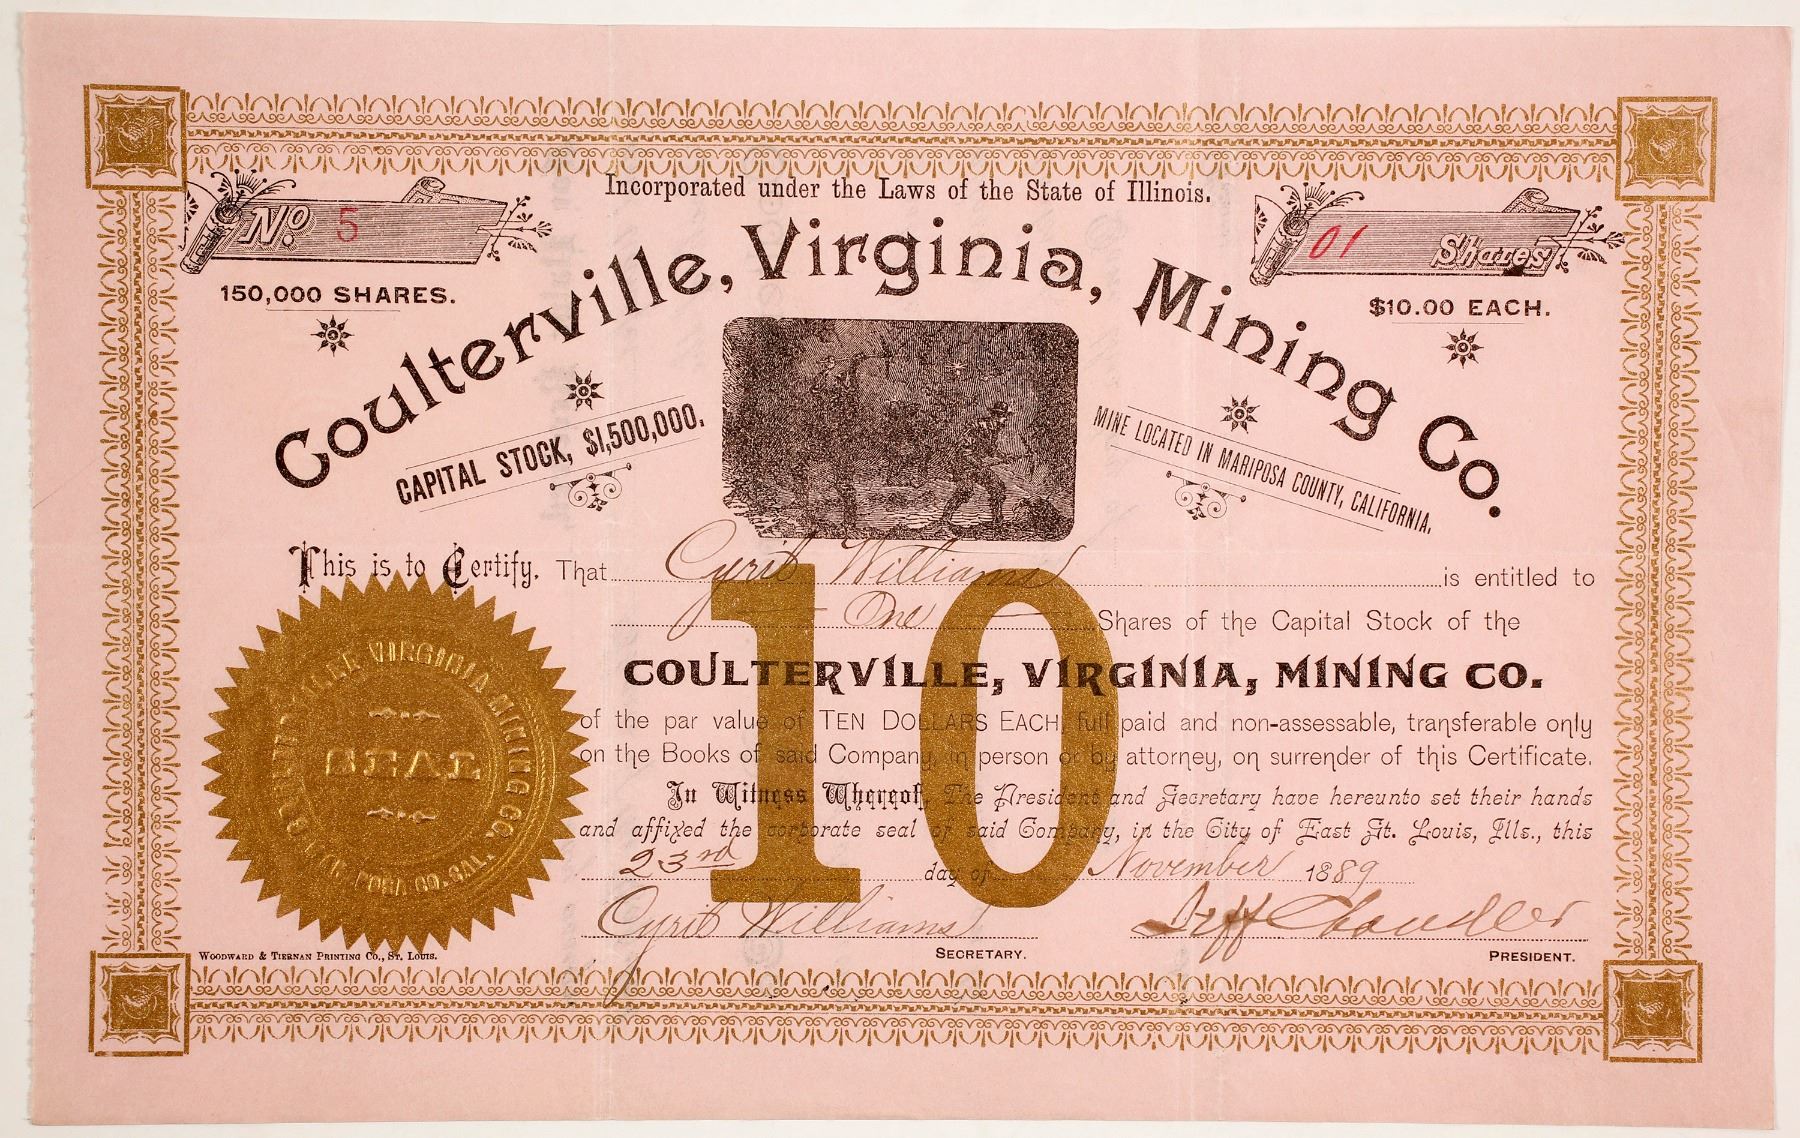 Incorporated under the Laws of the State of Illinois.
No. 5
01 Shares
150,000 SHARES.
$10.00 EACH.
Coulterville, Virginia, Mining Co.
CAPITAL STOCK, $1,500,000.
MINE LOCATED IN MARIPOSA COUNTY, CALIFORNIA.
This is to Certify, That Cyril Williams is entitled to
One Shares of the Capital Stock of the
COULTERVILLE, VIRGINIA, MINING CO.
of the par value of TEN DOLLARS EACH, full paid and non-assessable, transferable only
on the Books of said Company, in person or by attorney, on surrender of this Certificate.
In Witness Whereof, The President and Secretary have hereunto set their hands
and affixed the corporate seal of said Company, in the City of East St. Louis, Ills., this
23rd day of November 1889
10
Cyril Williams
SECRETARY.
Jeff Chandler
PRESIDENT.
VIRGINIA MINING CO.
SEAL
CO. CAL.
WOODWARD & TIERNAN PRINTING CO., ST. LOUIS.